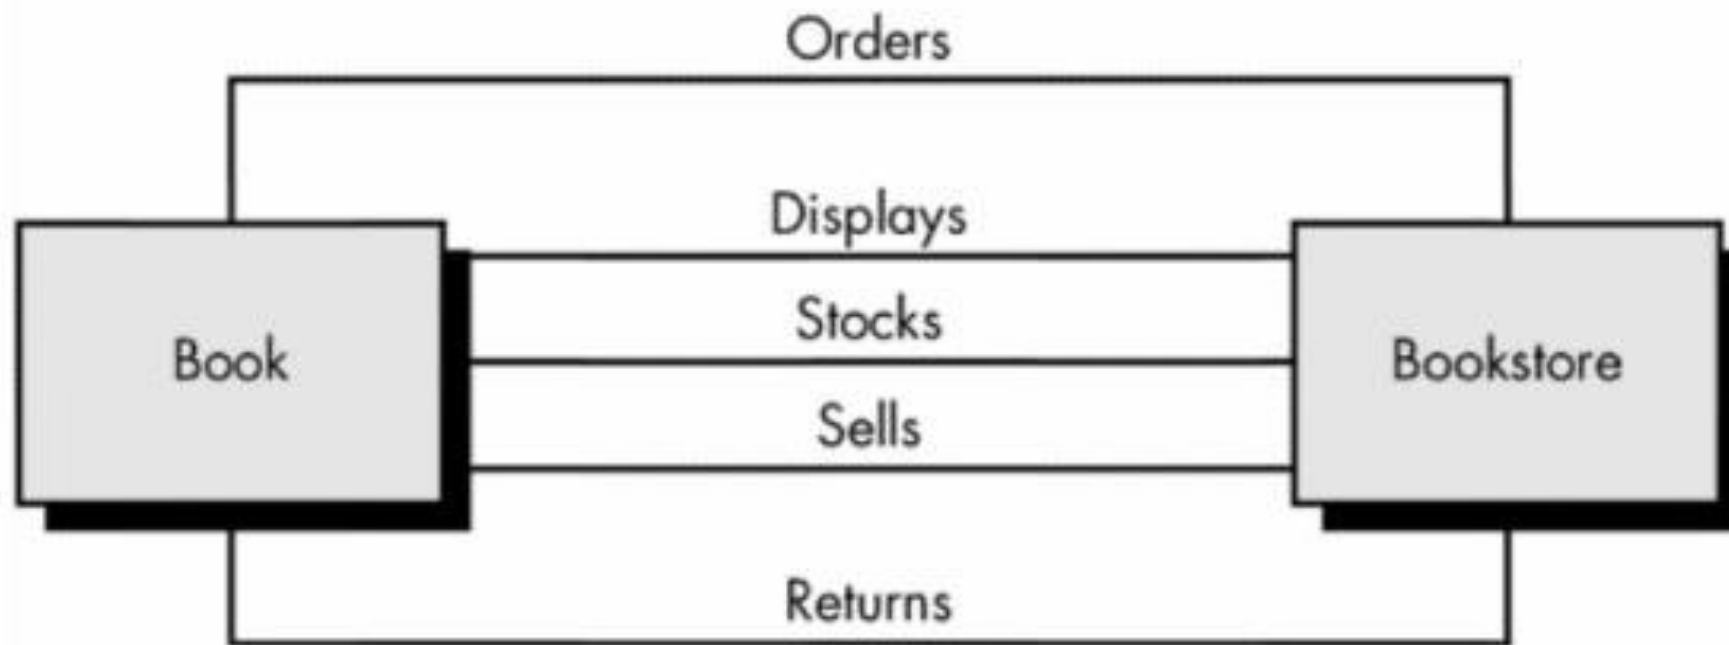 Orders
Displays
Stocks
Book
Bookstore
Sells
Returns